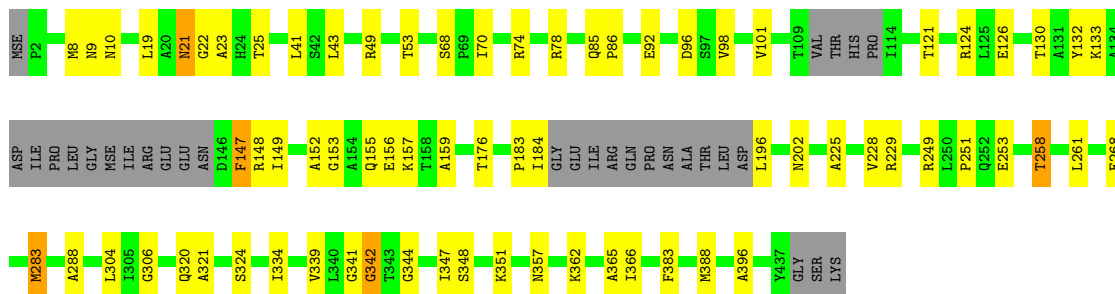 MSE P2 M8 N9 N10 L19 A20 N21 G22 A23 H24 T25 L41 S42 L43 R49 T53 S68 P69 I70 R74 R78 Q85 P86 E92 D96 S97 V98 V101 T109 VAL THR HIS PRO I114 T121 R124 L125 E126 T130 A131 Y132 K133 A134
ASP ILE PRO LEU GLY MSE ILE ARG GLU GLU ASN D146 F147 R148 I149 A152 G153 A154 Q155 E156 K157 T158 A159 T176 P183 I184 GLY GLU ILE ARG GLN PRO ASN ALA THR LEU ASP L196 N202 A225 V228 R229 R249 L250 P251 Q252 E253 T258 L261
M283 A288 L304 I305 G306 Q320 A321 S324 I334 V339 L340 G341 G342 T343 G344 I347 S348 K351 N357 K362 A365 I366 F383 M388 A396 Y437 GLY SER LYS